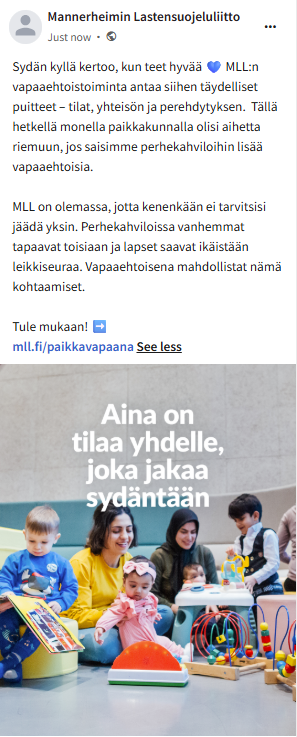 Mannerheimin Lastensuojeluliitto
Just now •
Sydän kyllä kertoo, kun teet hyvää 💙 MLL:n
vapaaehtoistoiminta antaa siihen täydelliset
puitteet – tilat, yhteisön ja perehdytyksen. Tällä
hetkellä monella paikkakunnalla olisi aihetta
riemuun, jos saisimme perhekahviloihin lisää
vapaaehtoisia.
MLL on olemassa, jotta kenenkään ei tarvitsisi
jäädä yksin. Perhekahviloissa vanhemmat
tapaavat toisiaan ja lapset saavat ikäistään
leikkiseuraa. Vapaaehtoisena mahdollistat nämä
kohtaamiset.
Tule mukaan! ➡️
mll.fi/paikkavapaana See less
Aina on
tilaa yhdelle,
joka jakaa
sydäntään